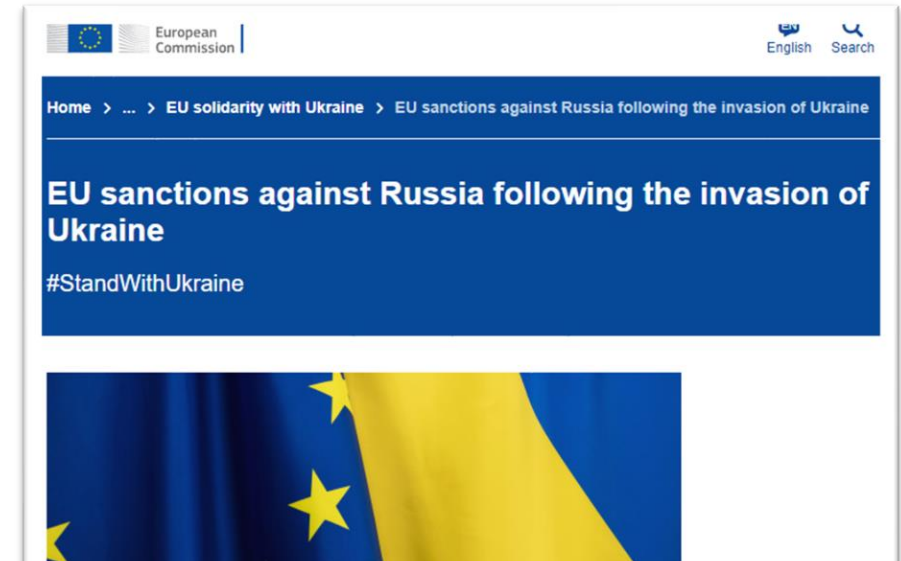 European
Commission
EN
English Search
Home > ... > EU solidarity with Ukraine > EU sanctions against Russia following the invasion of Ukraine
EU sanctions against Russia following the invasion of
Ukraine
#StandWithUkraine